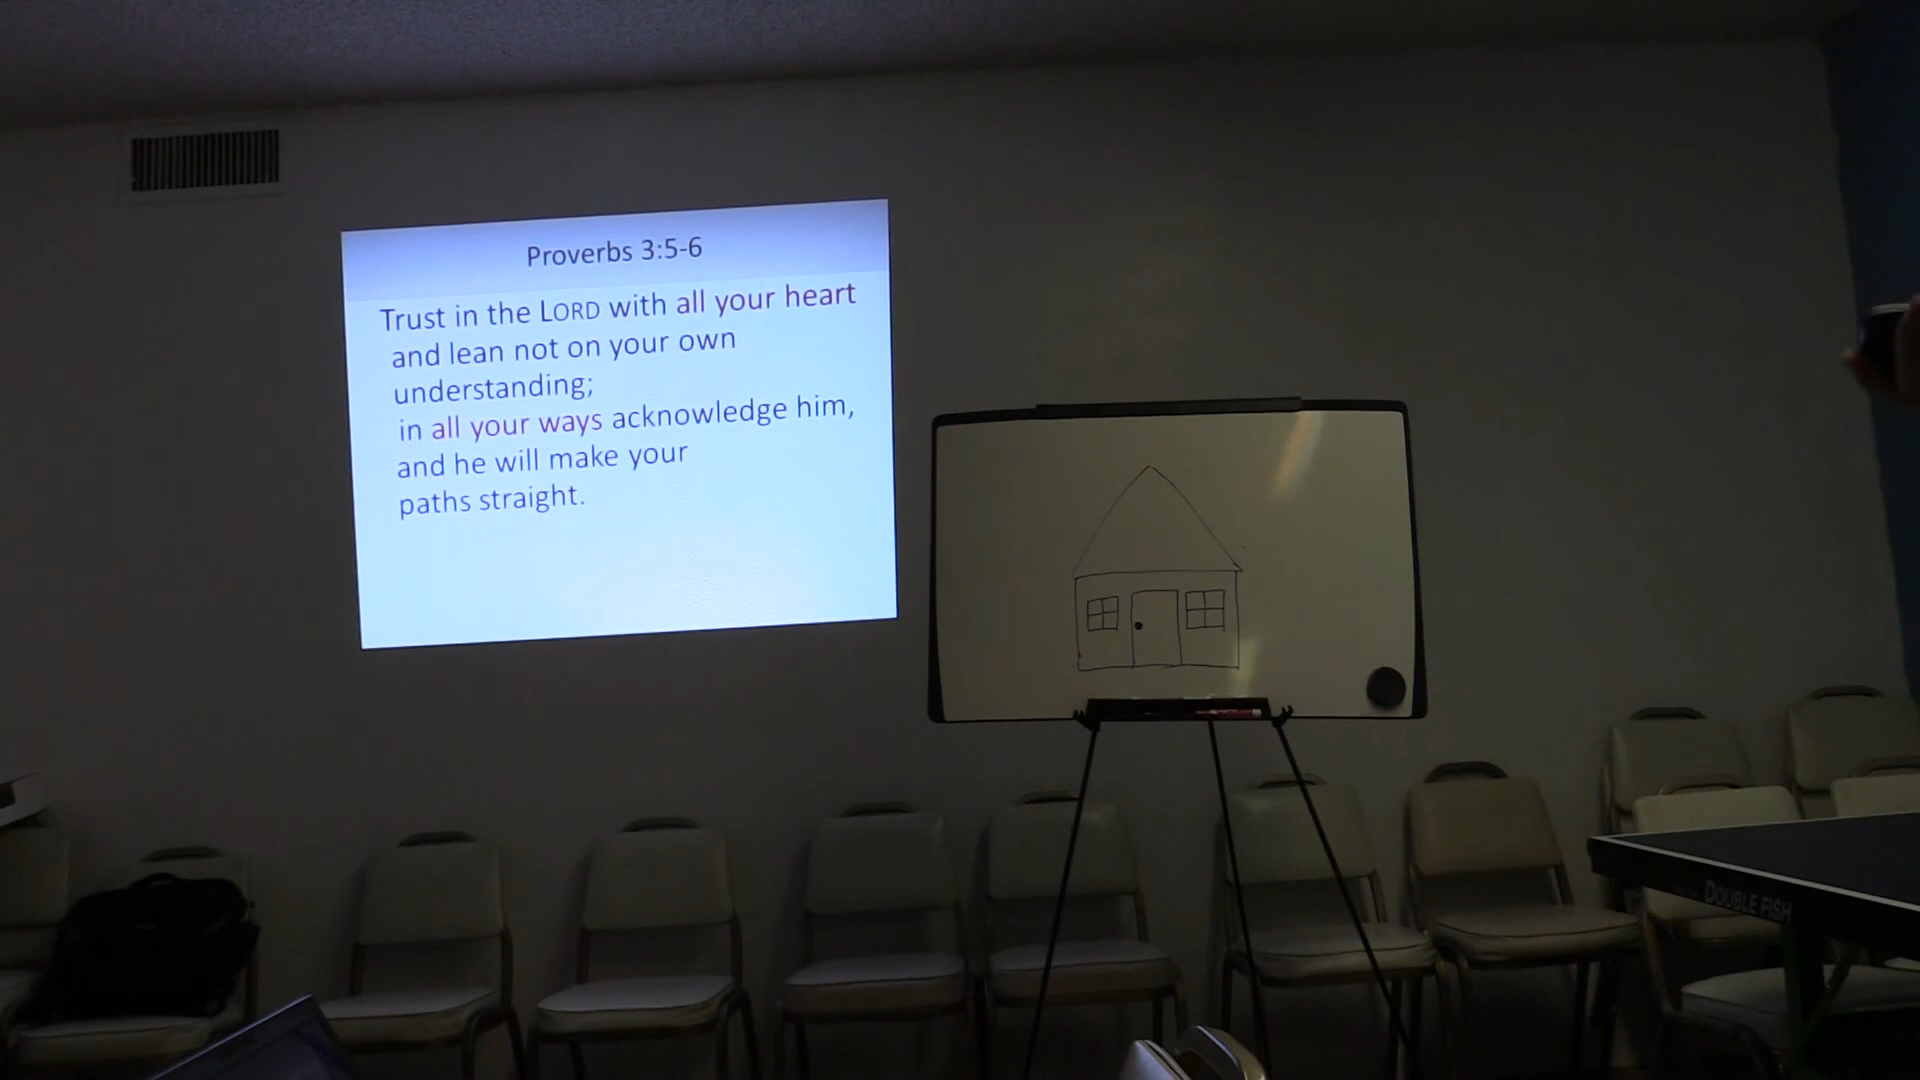 Proverbs 3:5-6
Trust in the LORD with all your heart
and lean not on your own
understanding;
in all your ways acknowledge him,
and he will make your
paths straight.
DOUBLE FISH